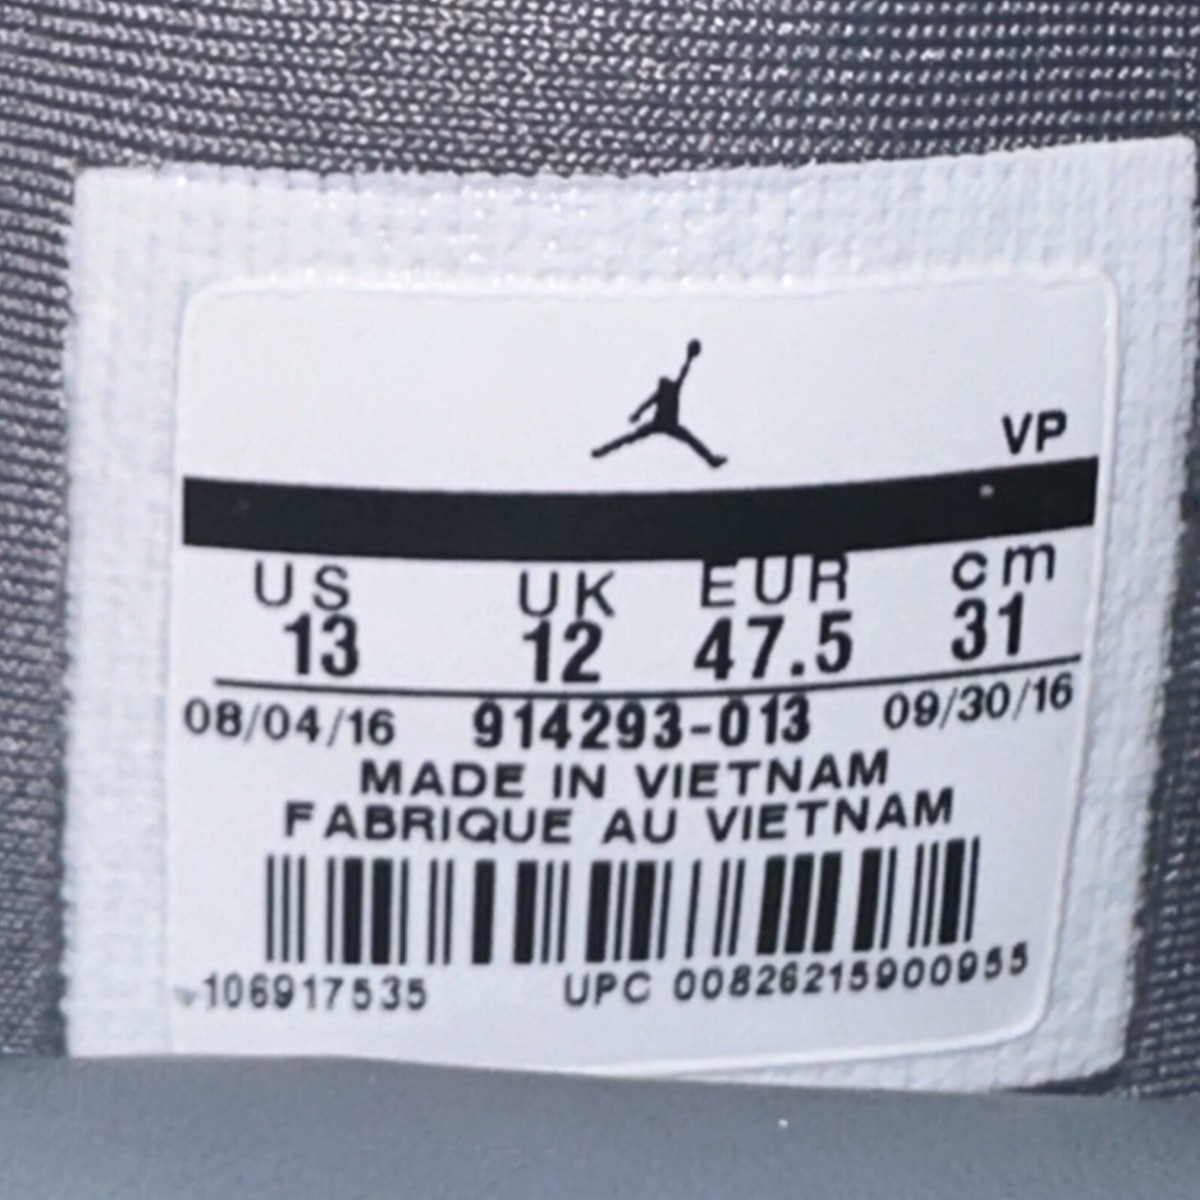 VP
US UK EUR cm
13 12 47.5 31
08/04/16 914293-013 09/30/16
MADE IN VIETNAM
FABRIQUE AU VIETNAM
106917535 UPC 00826215900955